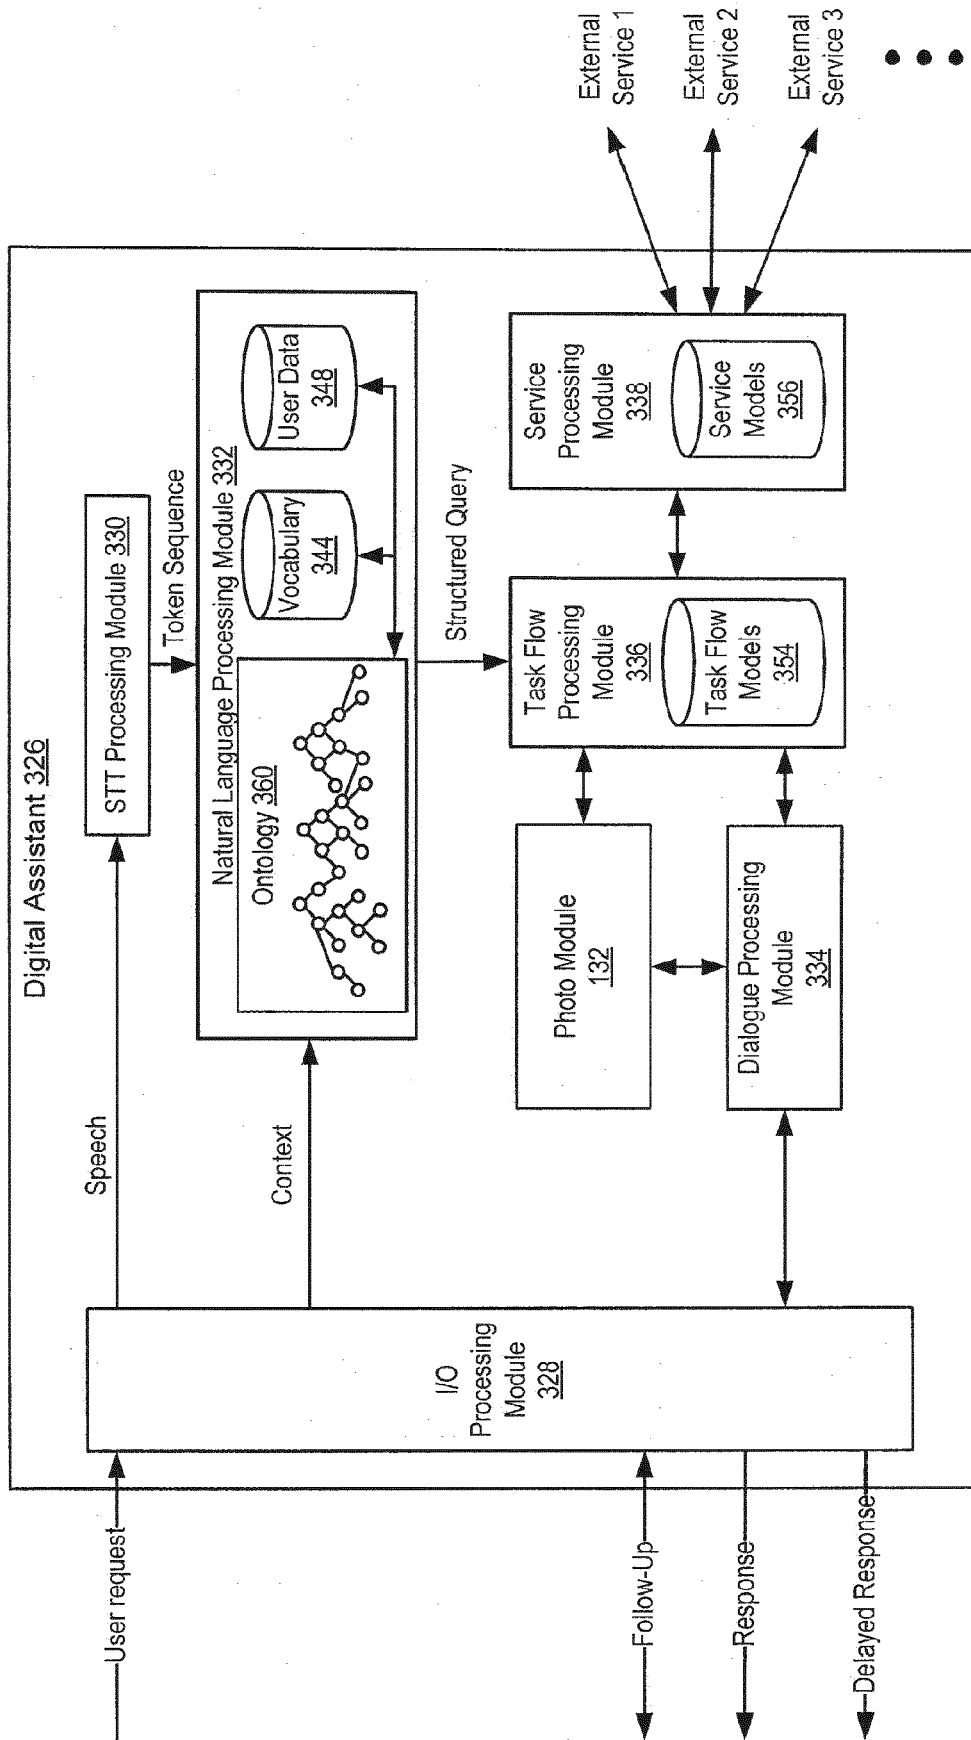 Digital Assistant 326
User request
Follow-Up
Response
Delayed Response
I/O
Processing
Module
328
Speech
Context
STT Processing Module 330
Token Sequence
Natural Language Processing Module 332
Ontology 360
Vocabulary
344
User Data
348
Structured Query
Photo Module
132
Dialogue Processing
Module
334
Task Flow
Processing
Module
336
Task Flow
Models
354
Service
Processing
Module
338
Service
Models
356
External
Service 1
External
Service 2
External
Service 3